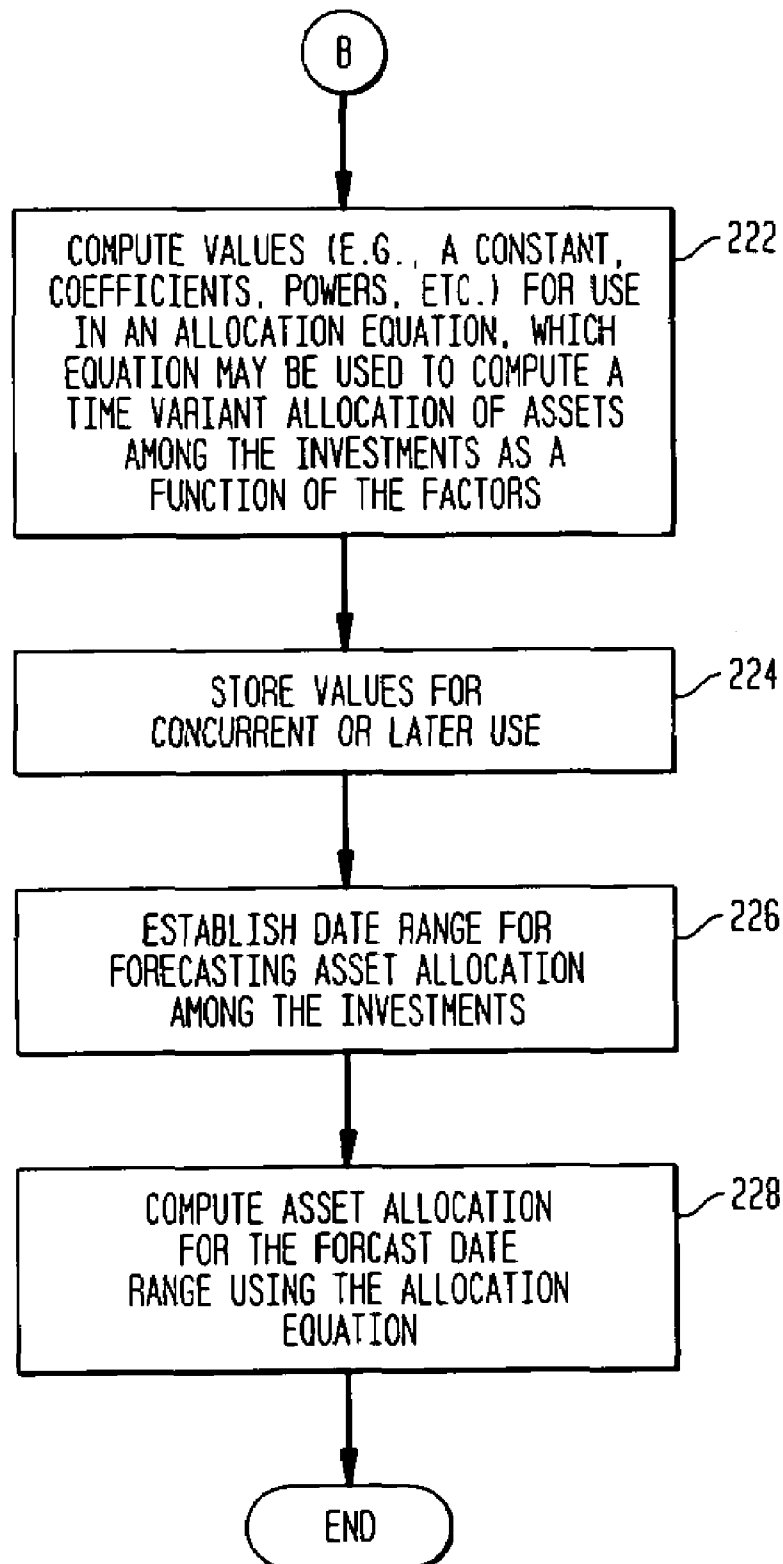 B
COMPUTE VALUES (E.G., A CONSTANT,
COEFFICIENTS, POWERS, ETC.) FOR USE
IN AN ALLOCATION EQUATION, WHICH
EQUATION MAY BE USED TO COMPUTE A
TIME VARIANT ALLOCATION OF ASSETS
AMONG THE INVESTMENTS AS A
FUNCTION OF THE FACTORS
222
STORE VALUES FOR
CONCURRENT OR LATER USE
224
ESTABLISH DATE RANGE FOR
FORECASTING ASSET ALLOCATION
AMONG THE INVESTMENTS
226
COMPUTE ASSET ALLOCATION
FOR THE FORCAST DATE
RANGE USING THE ALLOCATION
EQUATION
228
END